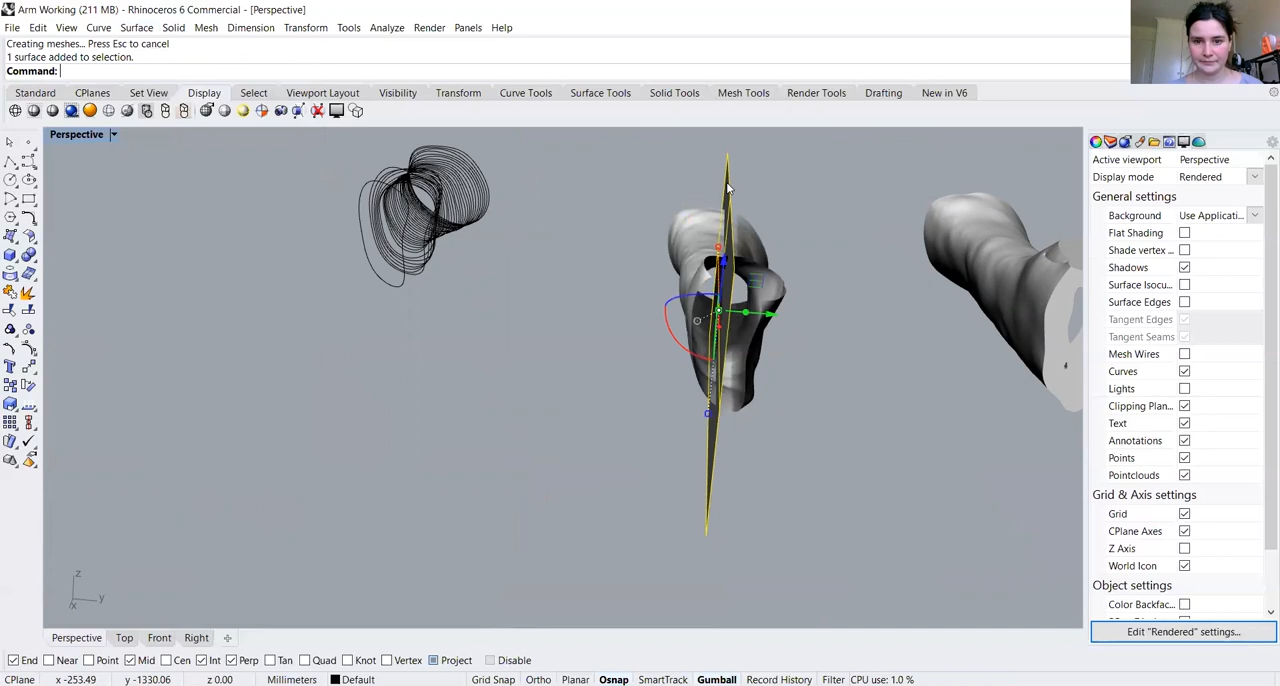 Arm Working (211 MB) - Rhinoceros 6 Commercial - [Perspective]
File Edit View Curve Surface Solid Mesh Dimension Transform Tools Analyze Render Panels Help
Creating meshes... Press Esc to cancel
1 surface added to selection.
Command:
Standard CPlanes Set View Display Select Viewport Layout Visibility Transform Curve Tools Surface Tools Solid Tools Mesh Tools Render Tools Drafting New in V6
Perspective
Active viewport Perspective
Display mode Rendered
General settings
Background Use Applicati...
Flat Shading
Shade vertex ...
Shadows
Surface Isocu...
Surface Edges
Tangent Edges
Tangent Seams
Mesh Wires
Curves
Lights
Clipping Plan...
Text
Annotations
Points
Pointclouds
Grid & Axis settings
Grid
CPlane Axes
Z Axis
World Icon
Object settings
Color Backfac...
Edit "Rendered" settings...
z
y
x
Perspective Top Front Right
End Near Point Mid Cen Int Perp Tan Quad Knot Vertex Project Disable
CPlane x -253.49 y -1330.06 z 0.00 Millimeters Default Grid Snap Ortho Planar Osnap SmartTrack Gumball Record History Filter CPU use: 1.0 %